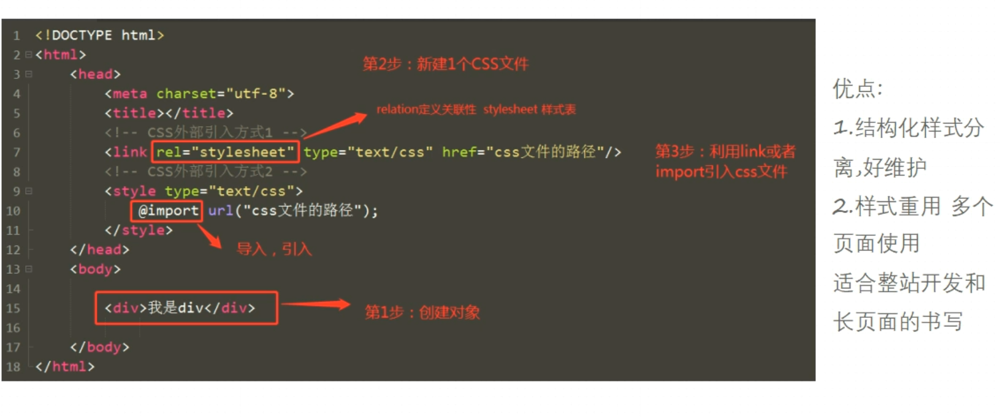 1 <!DOCTYPE html>
2 <html>
3 <head>
第2步：新建1个CSS文件
4 <meta charset="utf-8">
5 <title></title>
relation定义关联性 stylesheet 样式表
6 <!-- CSS外部引入方式1 -->
7 <link rel="stylesheet" type="text/css" href="css文件的路径"/>
第3步：利用link或者
import引入css文件
8 <!-- CSS外部引入方式2 -->
9 <style type="text/css">
10 @import url("css文件的路径");
11 </style>
12 </head>
导入，引入
13 <body>
14
15 <div>我是div</div>
第1步：创建对象
16
17 </body>
18 </html>
优点:
1.结构化样式分
离,好维护
2.样式重用 多个
页面使用
适合整站开发和
长页面的书写